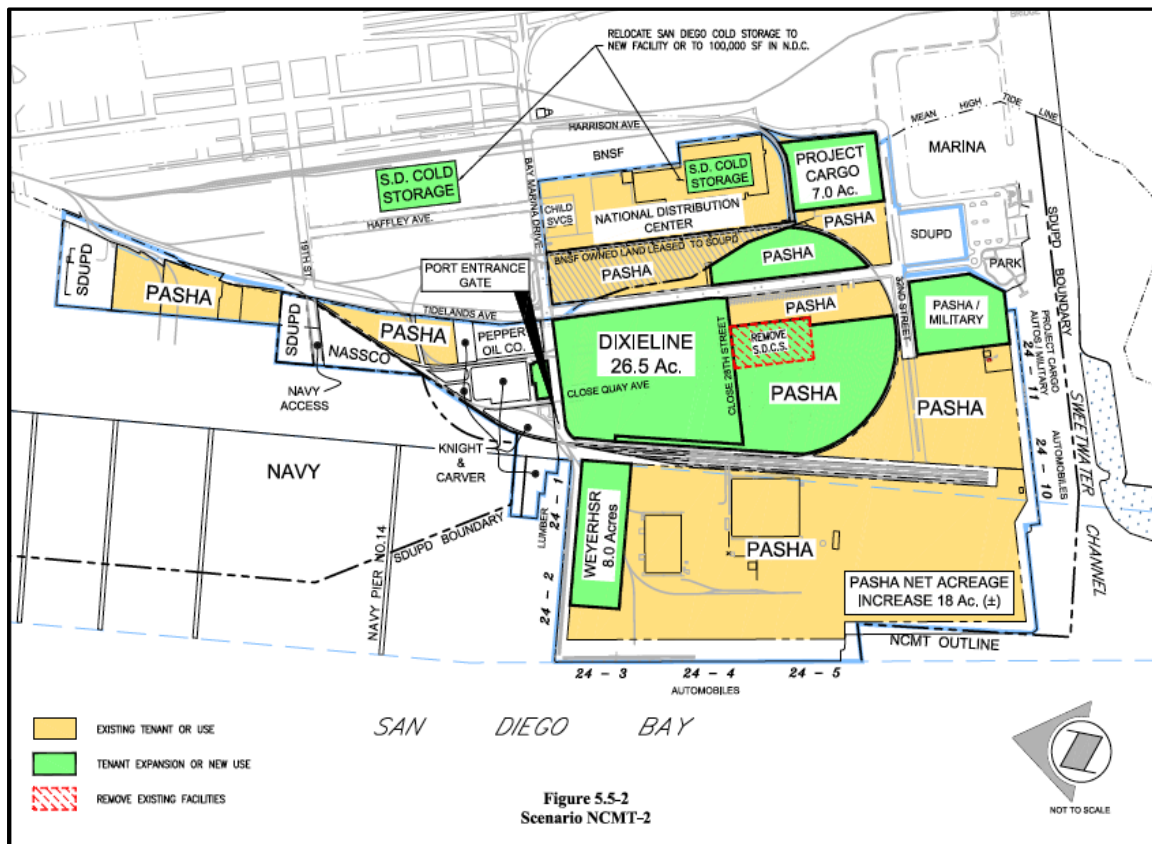 RELOCATE SAN DIEGO COLD STORAGE TO
NEW FACILITY OR TO 100,000 SF IN N.D.C.
BRIDGE
MEAN HIGH TIDE LINE
HARRISON AVE
BNSF
MARINA
PROJECT
CARGO
7.0 Ac.
S.D. COLD
STORAGE
S.D. COLD
STORAGE
BAY MARINA DRIVE
CHILD
SVCS
NATIONAL DISTRIBUTION
CENTER
PASHA
HAFFLEY AVE.
19TH ST.
SDUPD
SDUPD
SDUPD BOUNDARY
BNSF OWNED LAND LEASED TO SDUPD
PASHA
PASHA
PARK
PORT ENTRANCE
GATE
PASHA
TIDELANDS AVE
PASHA
32ND STREET
PASHA /
MILITARY
SDUPD
NASSCO
PASHA
PEPPER
OIL CO.
DIXIELINE
26.5 Ac.
REMOVE
S.D.C.S.
CLOSE 28TH STREET
CLOSE QUAY AVE
PASHA
PASHA
PROJECT CARGO
AUTOS / MILITARY
24 - 11
AUTOMOBILES
24 - 10
SWEETWATER
CHANNEL
NAVY
ACCESS
KNIGHT
&
CARVER
NAVY
NAVY PIER NO.14
SDUPD BOUNDARY
LUMBER
24 - 1
24 - 2
WEYERHSR
8.0 Acres
PASHA
PASHA NET ACREAGE
INCREASE 18 Ac. (±)
NCMT OUTLINE
24 - 3
24 - 4
24 - 5
AUTOMOBILES
SAN DIEGO BAY
EXISTING TENANT OR USE
TENANT EXPANSION OR NEW USE
REMOVE EXISTING FACILITIES
Figure 5.5-2
Scenario NCMT-2
NOT TO SCALE